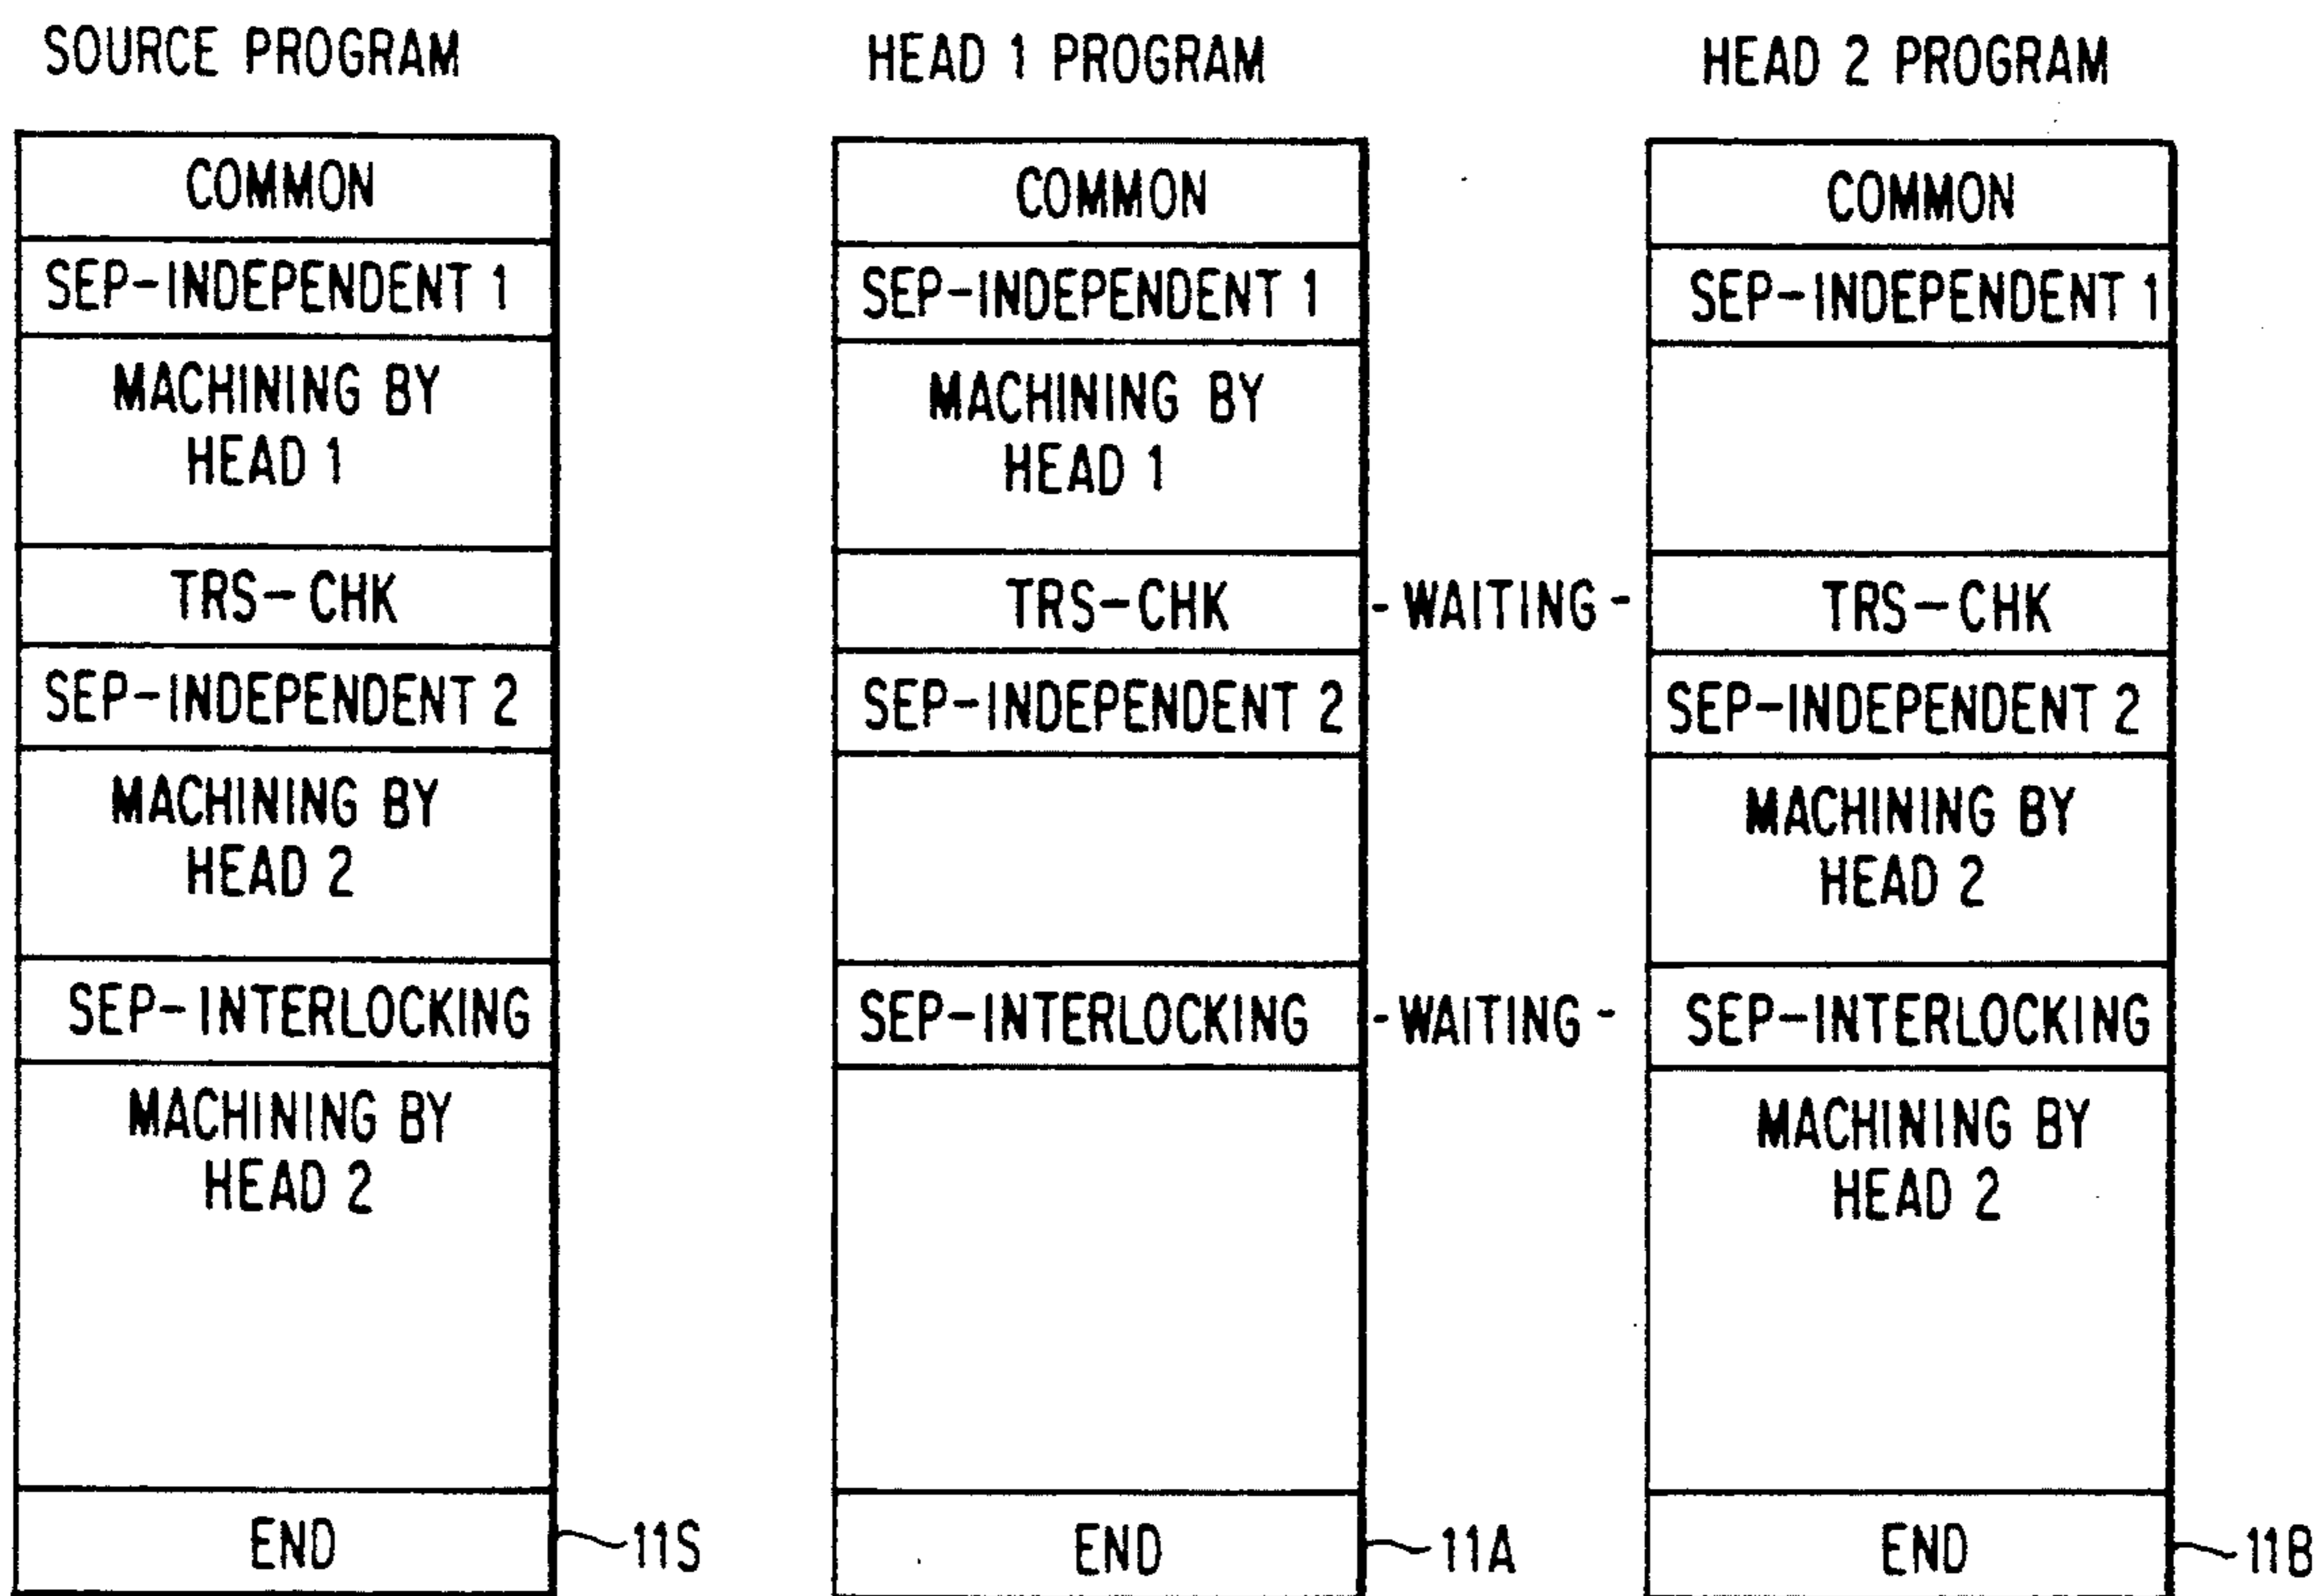 SOURCE PROGRAM
COMMON
SEP-INDEPENDENT 1
MACHINING BY
HEAD 1
TRS-CHK
SEP-INDEPENDENT 2
MACHINING BY
HEAD 2
SEP-INTERLOCKING
MACHINING BY
HEAD 2
END
11S
HEAD 1 PROGRAM
COMMON
SEP-INDEPENDENT 1
MACHINING BY
HEAD 1
TRS-CHK
-WAITING-
SEP-INDEPENDENT 2
SEP-INTERLOCKING
-WAITING-
END
11A
HEAD 2 PROGRAM
COMMON
SEP-INDEPENDENT 1
TRS-CHK
SEP-INDEPENDENT 2
MACHINING BY
HEAD 2
SEP-INTERLOCKING
MACHINING BY
HEAD 2
END
11B